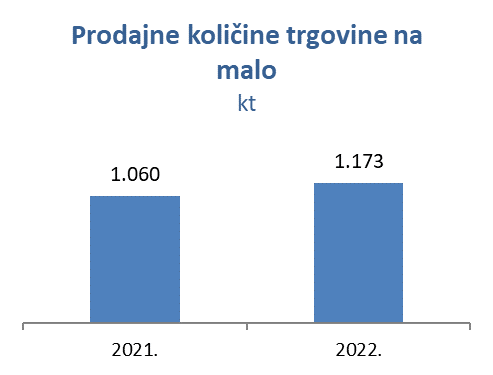 Prodajne količine trgovine na
malo
kt
1.060
1.173
2021.
2022.